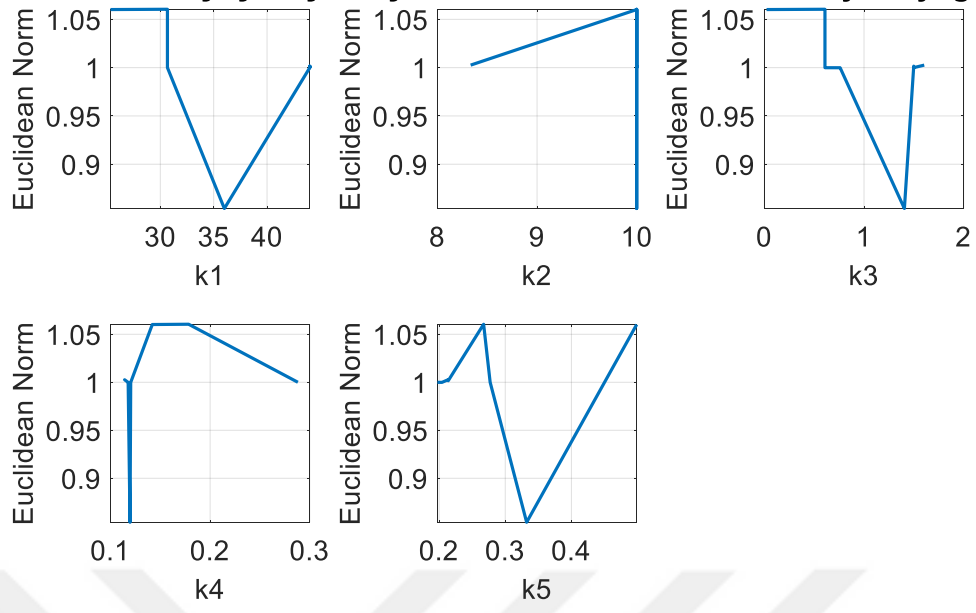 Euclidean Norm 1.05 1 0.95 0.9 30 35 40 k1
Euclidean Norm 1.05 1 0.95 0.9 8 9 10 k2
Euclidean Norm 1.05 1 0.95 0.9 0 1 2 k3
Euclidean Norm 1.05 1 0.95 0.9 0.1 0.2 0.3 k4
Euclidean Norm 1.05 1 0.95 0.9 0.2 0.3 0.4 k5